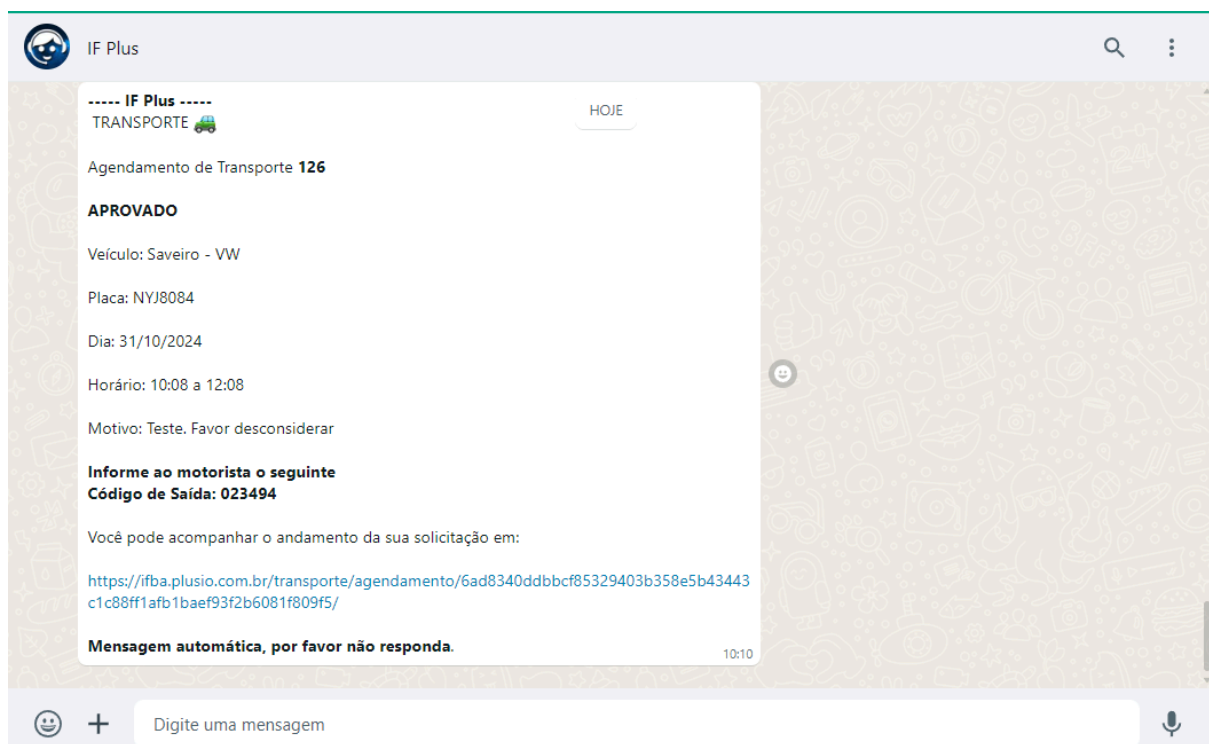 IF Plus
----- IF Plus -----
TRANSPORTE
HOJE
Agendamento de Transporte 126
APROVADO
Veículo: Saveiro - VW
Placa: NYJ8084
Dia: 31/10/2024
Horário: 10:08 a 12:08
Motivo: Teste. Favor desconsiderar
Informe ao motorista o seguinte
Código de Saída: 023494
Você pode acompanhar o andamento da sua solicitação em:
https://ifba.plusio.com.br/transporte/agendamento/6ad8340ddbbcf85329403b358e5b43443
c1c88ff1afb1baef93f2b6081f809f5/
Mensagem automática, por favor não responda.
10:10
Digite uma mensagem